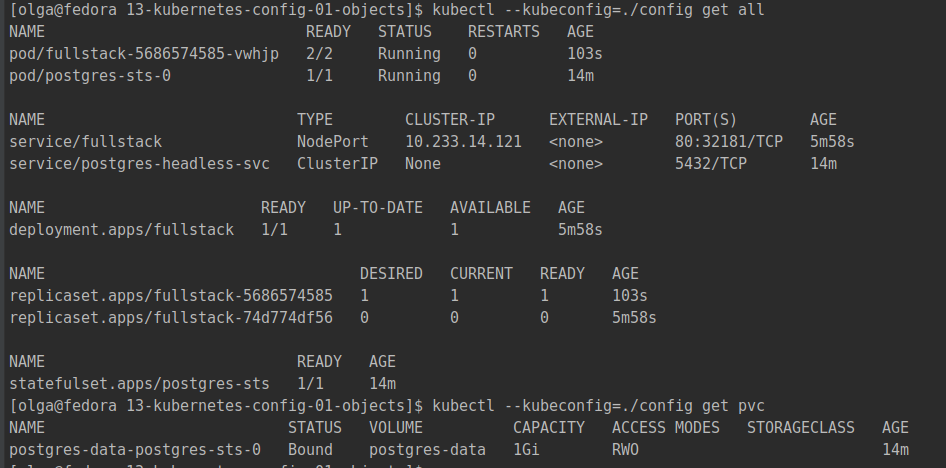 [olga@fedora 13-kubernetes-config-01-objects]$ kubectl --kubeconfig=./config get all
NAME READY STATUS RESTARTS AGE
pod/fullstack-5686574585-vwhjp 2/2 Running 0 103s
pod/postgres-sts-0 1/1 Running 0 14m
NAME TYPE CLUSTER-IP EXTERNAL-IP PORT(S) AGE
service/fullstack NodePort 10.233.14.121 <none> 80:32181/TCP 5m58s
service/postgres-headless-svc ClusterIP None <none> 5432/TCP 14m
NAME READY UP-TO-DATE AVAILABLE AGE
deployment.apps/fullstack 1/1 1 1 5m58s
NAME DESIRED CURRENT READY AGE
replicaset.apps/fullstack-5686574585 1 1 1 103s
replicaset.apps/fullstack-74d774df56 0 0 0 5m58s
NAME READY AGE
statefulset.apps/postgres-sts 1/1 14m
[olga@fedora 13-kubernetes-config-01-objects]$ kubectl --kubeconfig=./config get pvc
NAME STATUS VOLUME CAPACITY ACCESS MODES STORAGECLASS AGE
postgres-data-postgres-sts-0 Bound postgres-data 1Gi RWO 14m